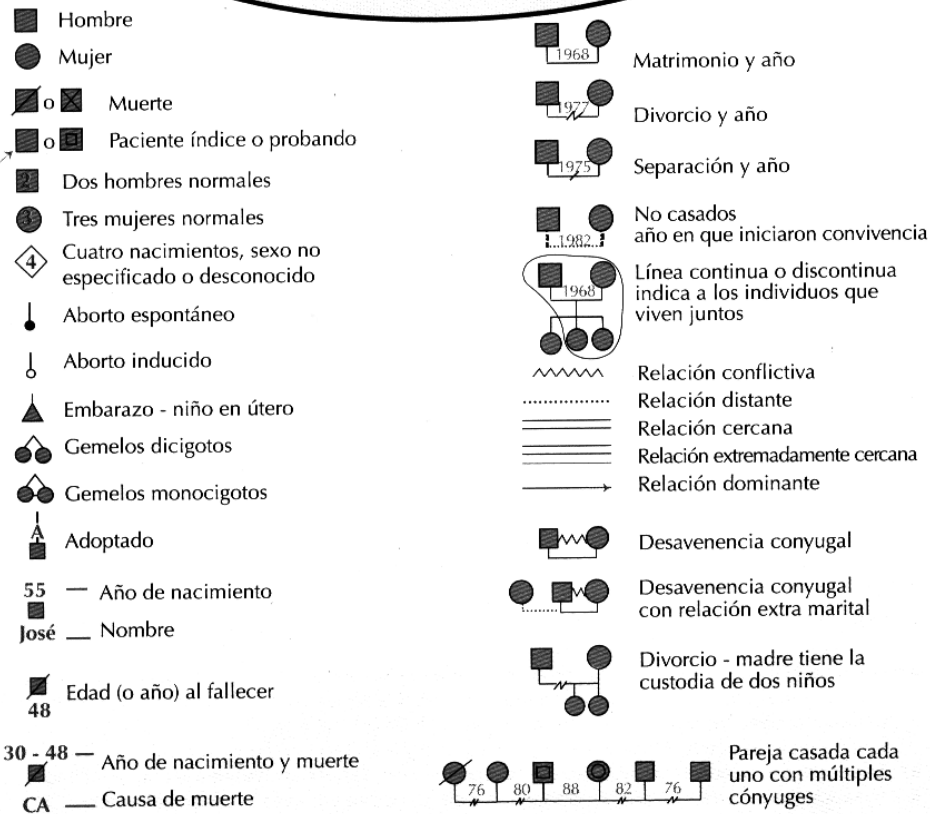 Hombre
Mujer
o
Muerte
o
Paciente índice o probando
2
Dos hombres normales
3
Tres mujeres normales
4
Cuatro nacimientos, sexo no
especificado o desconocido
Aborto espontáneo
Aborto inducido
Embarazo - niño en útero
Gemelos dicigotos
Gemelos monocigotos
A
Adoptado
55 — Año de nacimiento
José __ Nombre
Edad (o año) al fallecer
48
30 - 48 — Año de nacimiento y muerte
CA __ Causa de muerte
1968
Matrimonio y año
1977
Divorcio y año
1975
Separación y año
1982
No casados
año en que iniciaron convivencia
1968
Línea continua o discontinua
indica a los individuos que
viven juntos
Relación conflictiva
Relación distante
Relación cercana
Relación extremadamente cercana
Relación dominante
Desavenencia conyugal
Desavenencia conyugal
con relación extra marital
Divorcio - madre tiene la
custodia de dos niños
76 80 88 82 76
Pareja casada cada
uno con múltiples
cónyuges